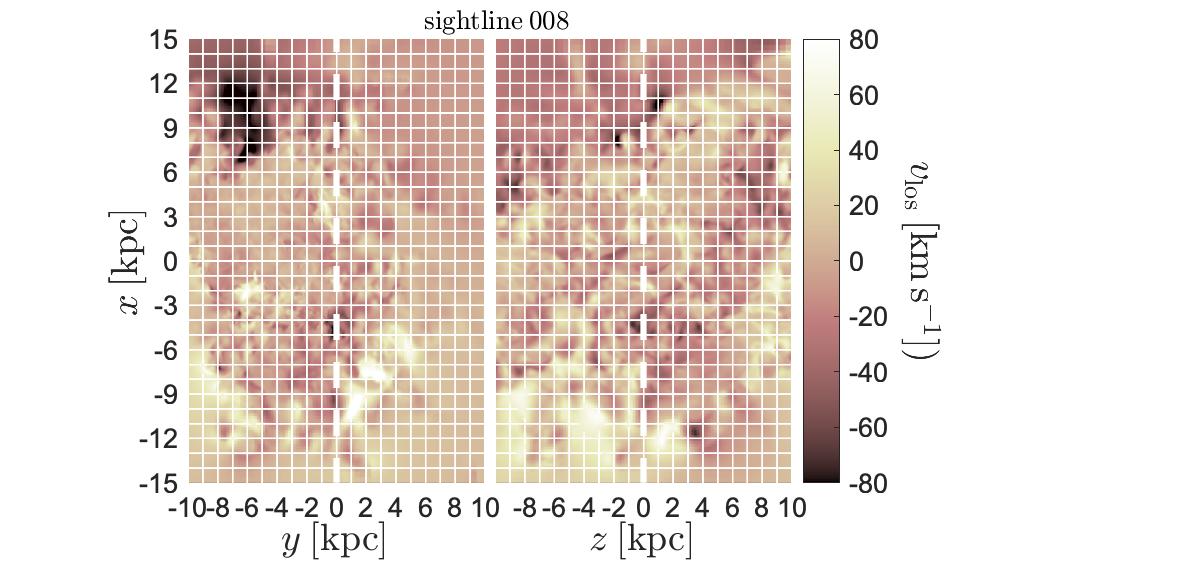 sightline 008
15
12
9
6
3
0
-3
-6
-9
-12
-15
x [kpc]
-10 -8 -6 -4 -2 0 2 4 6 8 10
y [kpc]
-8 -6 -4 -2 0 2 4 6 8 10
z [kpc]
80
60
40
20
0
-20
-40
-60
-80
v_los [km s⁻¹])